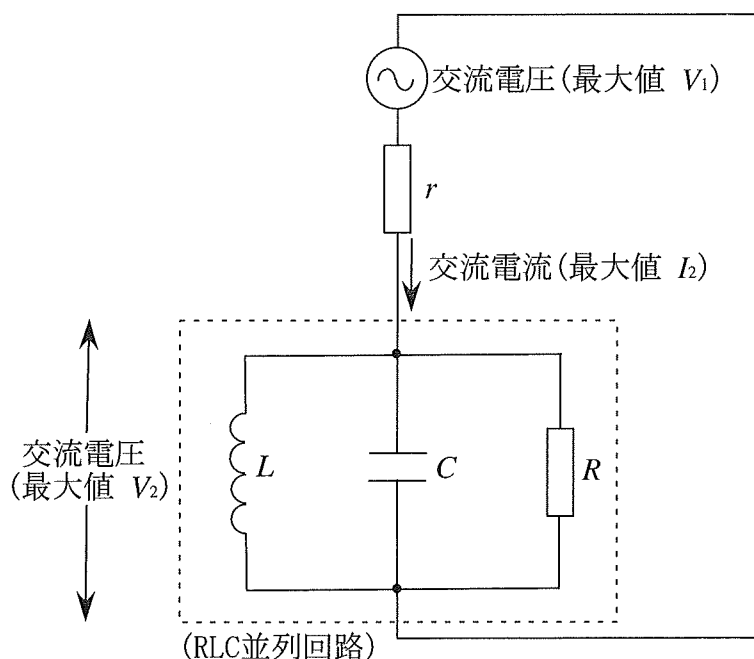 交流電圧(最大値 V₁)
r
交流電流(最大値 I₂)
交流電圧
(最大値 V₂)
L
C
R
(RLC並列回路)